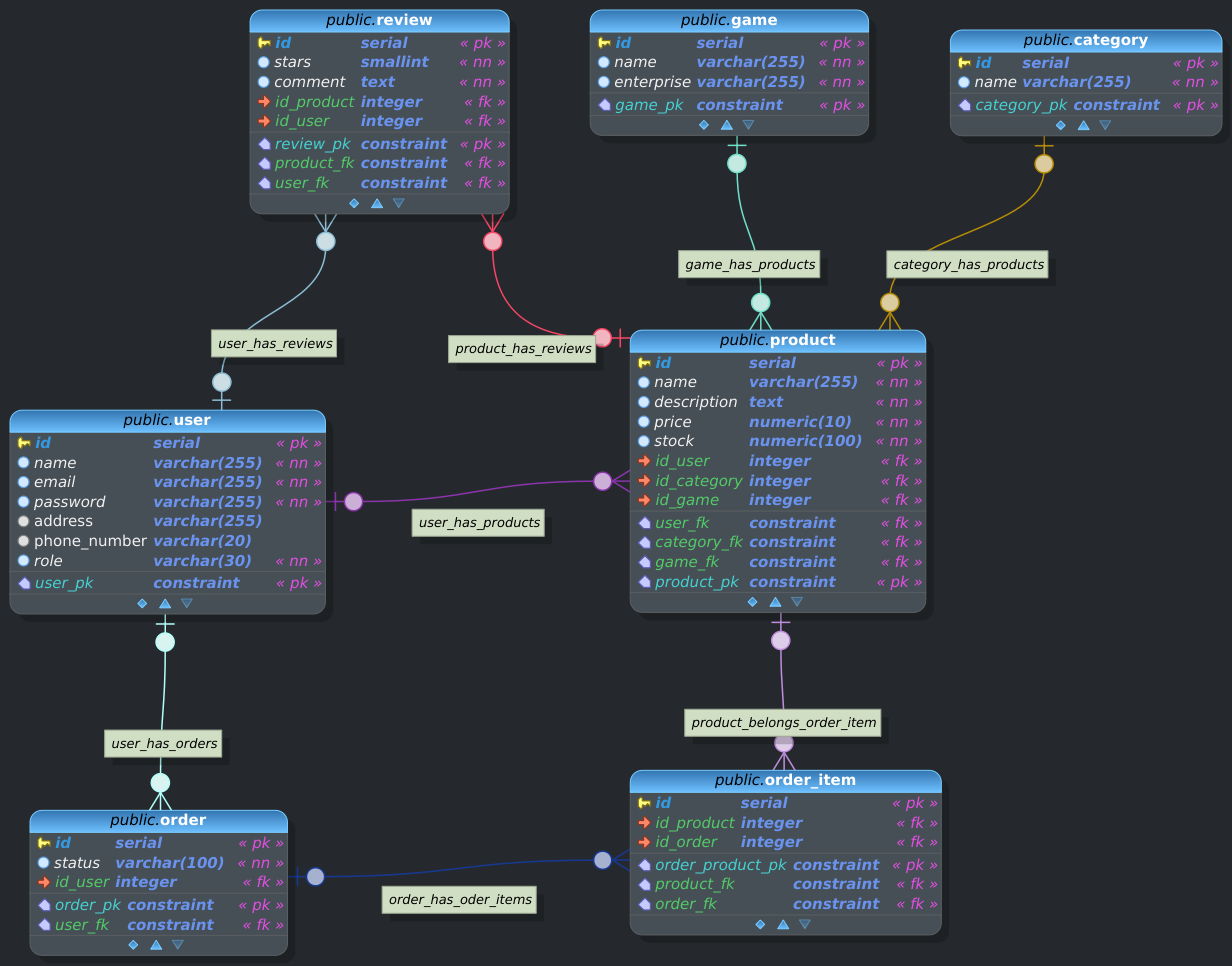 public.review
id serial « pk »
stars smallint « nn »
comment text « nn »
id_product integer « fk »
id_user integer « fk »
review_pk constraint « pk »
product_fk constraint « fk »
user_fk constraint « fk »
public.game
id serial « pk »
name varchar(255) « nn »
enterprise varchar(255) « nn »
game_pk constraint « pk »
public.category
id serial « pk »
name varchar(255) « nn »
category_pk constraint « pk »
game_has_products
category_has_products
user_has_reviews
product_has_reviews
public.product
id serial « pk »
name varchar(255) « nn »
description text « nn »
price numeric(10) « nn »
stock numeric(100) « nn »
id_user integer « fk »
id_category integer « fk »
id_game integer « fk »
user_fk constraint « fk »
category_fk constraint « fk »
game_fk constraint « fk »
product_pk constraint « pk »
public.user
id serial « pk »
name varchar(255) « nn »
email varchar(255) « nn »
password varchar(255) « nn »
address varchar(255)
phone_number varchar(20)
role varchar(30) « nn »
user_pk constraint « pk »
user_has_products
user_has_orders
product_belongs_order_item
public.order
id serial « pk »
status varchar(100) « nn »
id_user integer « fk »
order_pk constraint « pk »
user_fk constraint « fk »
order_has_oder_items
public.order_item
id serial « pk »
id_product integer « fk »
id_order integer « fk »
order_product_pk constraint « pk »
product_fk constraint « fk »
order_fk constraint « fk »